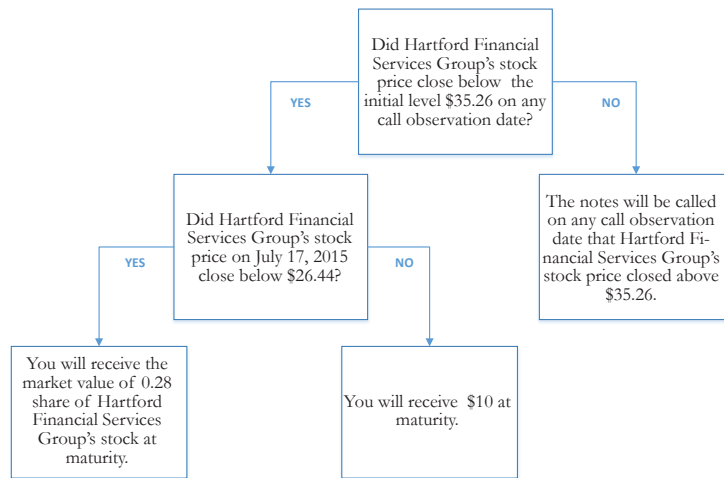 Did Hartford Financial
Services Group's stock
price close below the
initial level $35.26 on any
call observation date?
YES
NO
Did Hartford Financial
Services Group's stock
price on July 17, 2015
close below $26.44?
The notes will be called
on any call observation
date that Hartford Fi-
nancial Services Group's
stock price closed above
$35.26.
YES
NO
You will receive the
market value of 0.28
share of Hartford
Financial Services
Group's stock at
maturity.
You will receive $10 at
maturity.